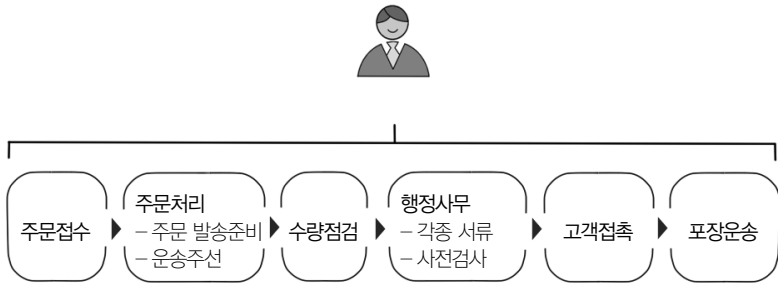 주문접수
주문처리
– 주문 발송준비
– 운송주선
수량점검
행정사무
– 각종 서류
– 사전검사
고객접촉
포장운송